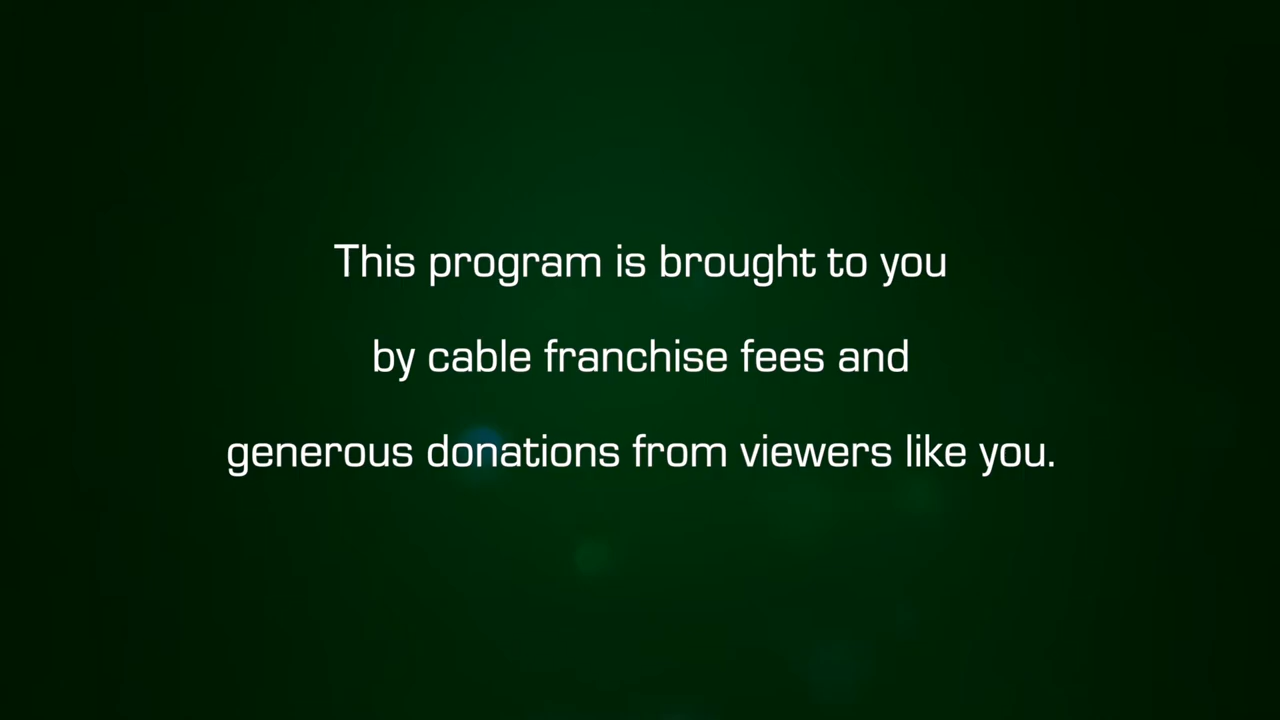 This program is brought to you
by cable franchise fees and
generous donations from viewers like you.